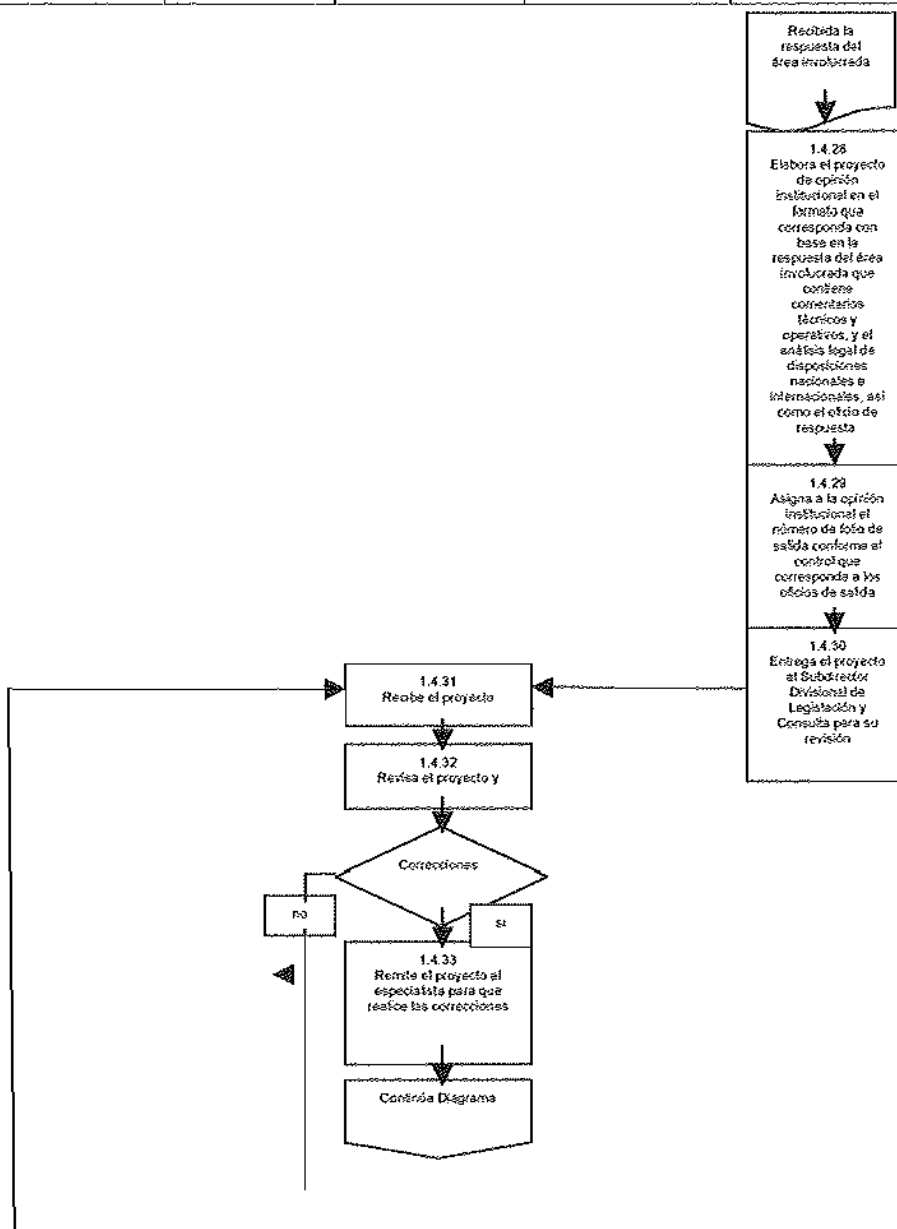 Recibida la
respuesta del
área involucrada
1.4.28
Elabora el proyecto
de opinión
institucional en el
formato que
corresponda con
base en la
respuesta del área
involucrada que
contiene
comentarios
técnicos y
operativos, y el
análisis legal de
disposiciones
nacionales e
internacionales, así
como el oficio de
respuesta
1.4.29
Asigna a la opinión
institucional el
número de folio de
salida conforme al
control que
corresponde a los
oficios de salida
1.4.30
Entrega el proyecto
al Subdirector
Divisional de
Legislación y
Consulta para su
revisión
1.4.31
Recibe el proyecto
1.4.32
Revisa el proyecto y
Correcciones
no
si
1.4.33
Remite el proyecto al
especialista para que
realice las correcciones
Continúa Diagrama